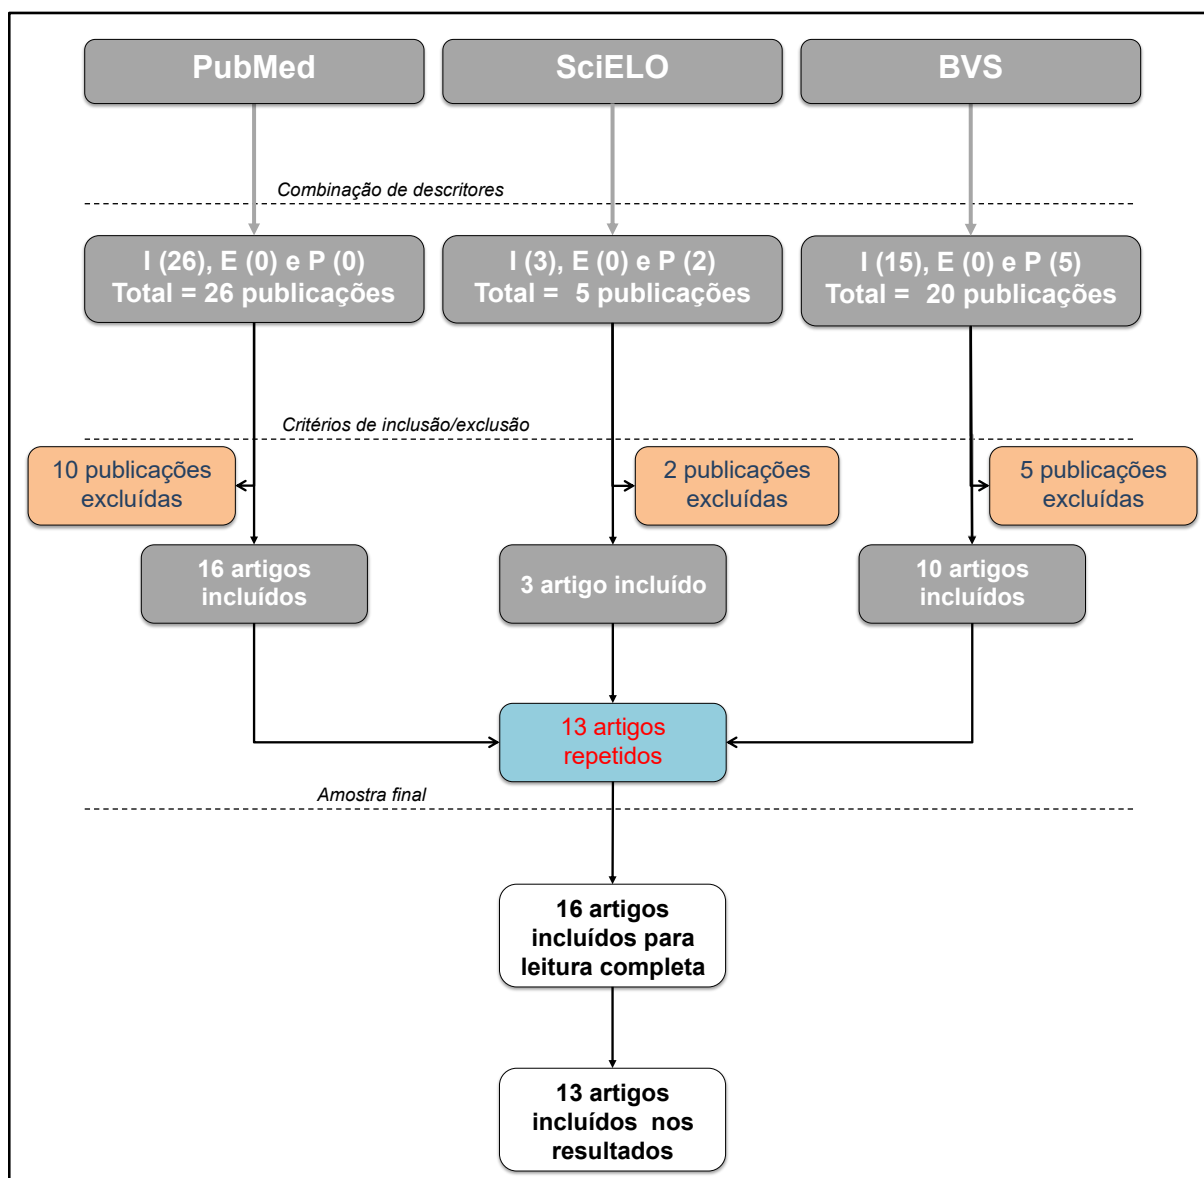 PubMed
SciELO
BVS
Combinação de descritores
I (26), E (0) e P (0)
Total = 26 publicações
I (3), E (0) e P (2)
Total =  5 publicações
I (15), E (0) e P (5)
Total =  20 publicações
Critérios de inclusão/exclusão
10 publicações
excluídas
2 publicações
excluídas
5 publicações
excluídas
16 artigos
incluídos
3 artigo incluído
10 artigos
incluídos
13 artigos
repetidos
Amostra final
16 artigos
incluídos para
leitura completa
13 artigos
incluídos  nos
resultados